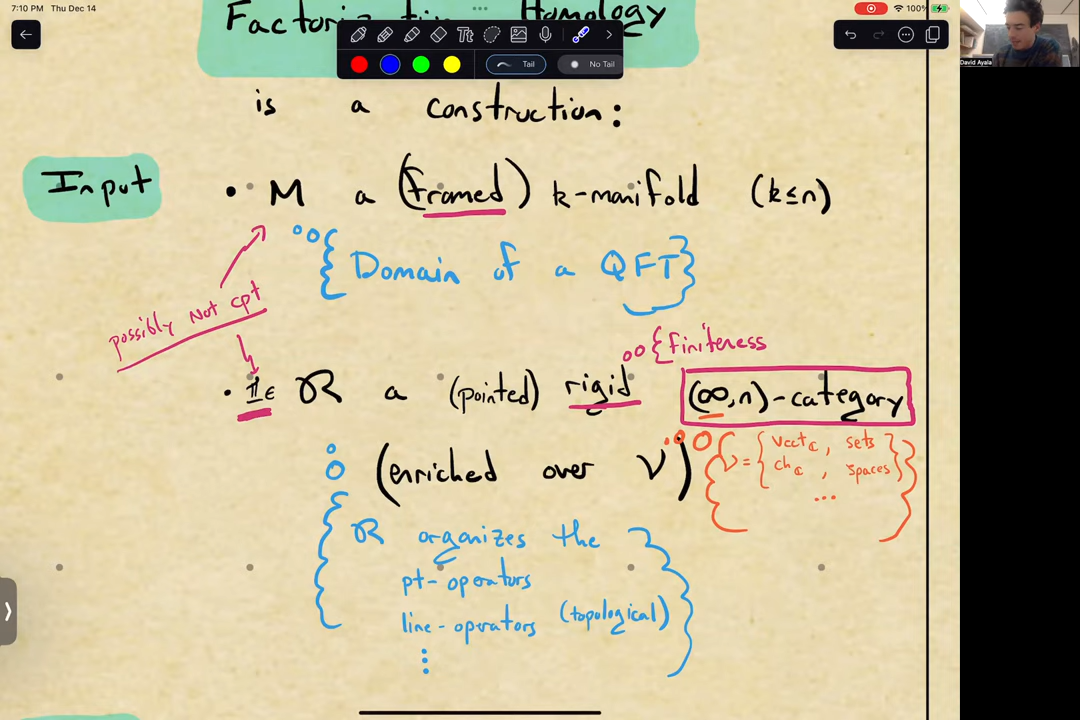 7:10 PM Thu Dec 14
100%
Homology
Tt
Tail
No Tail
David Ayala
is a construction:
Input
• M a (framed) k-manifold (k≤n)
{Domain of a QFT}
possibly Not cpt
{finiteness
• 1 ∈ R a (pointed) rigid (∞,n)-category
(enriched over V)
V = { Vect_C , sets
ch_C , spaces }
...
R organizes the
pt-operators
line-operators (topological)
⋮